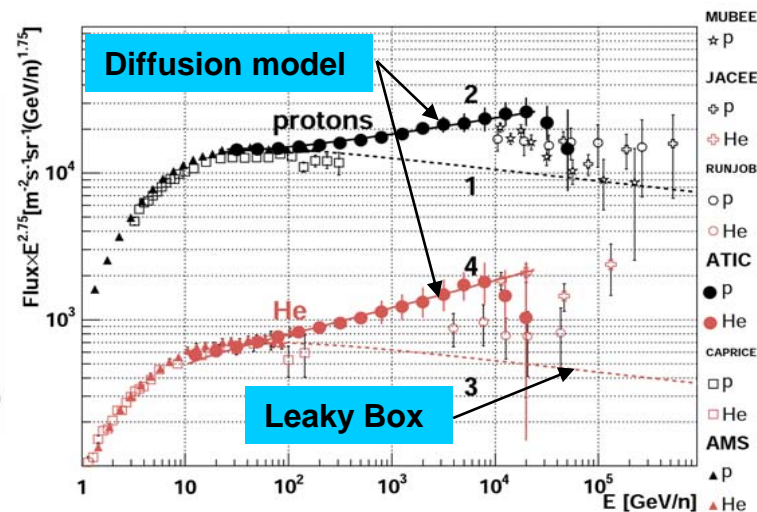 Flux×E^2.75[m^-2s^-1sr^-1(GeV/n)^1.75]
10^4
10^3
Diffusion model
protons
2
1
4
He
3
Leaky Box
1
10
10^2
10^3
10^4
10^5
E [GeV/n]
MUBEE
p
JACEE
p
He
RUNJOB
p
He
ATIC
p
He
CAPRICE
p
He
AMS
p
He